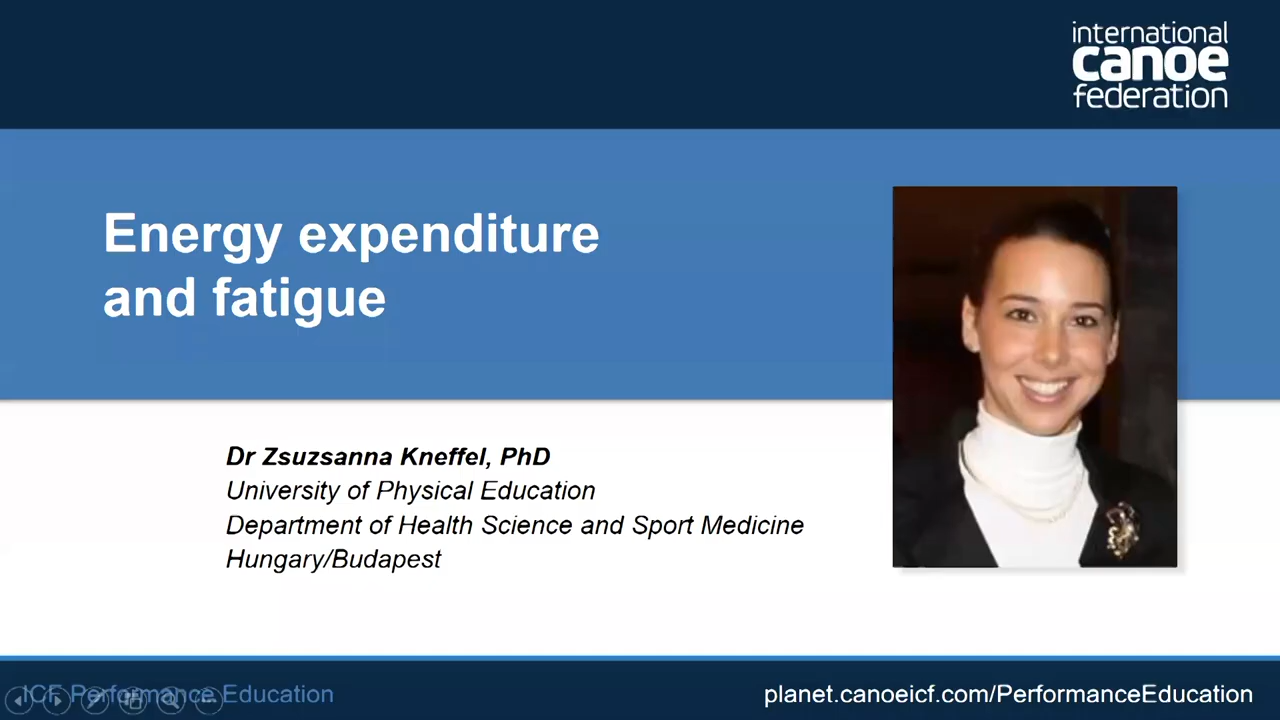 international
canoe
federation
Energy expenditure
and fatigue
Dr Zsuzsanna Kneffel, PhD
University of Physical Education
Department of Health Science and Sport Medicine
Hungary/Budapest
ICF Performance Education
planet.canoeicf.com/PerformanceEducation